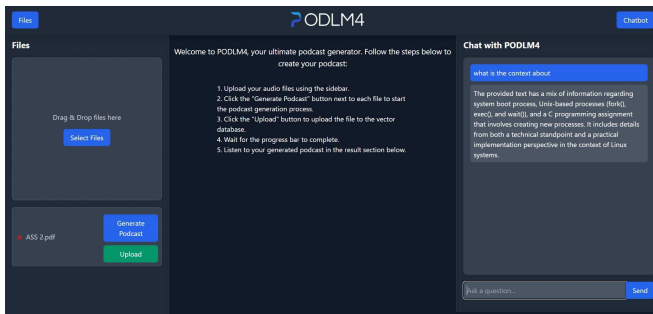 Files
PODLM4
Chatbot
Files
Drag & Drop files here
Select Files
ASS 2.pdf
Generate
Podcast
Upload
Welcome to PODLM4, your ultimate podcast generator. Follow the steps below to
create your podcast:
1. Upload your audio files using the sidebar.
2. Click the "Generate Podcast" button next to each file to start
the podcast generation process.
3. Click the "Upload" button to upload the file to the vector
database.
4. Wait for the progress bar to complete.
5. Listen to your generated podcast in the result section below.
Chat with PODLM4
what is the context about
The provided text has a mix of information regarding
system boot process, Unix-based processes (fork(),
exec(), and wait()), and a C programming assignment
that involves creating new processes. It includes details
from both a technical standpoint and a practical
implementation perspective in the context of Linux
systems.
Ask a question...
Send